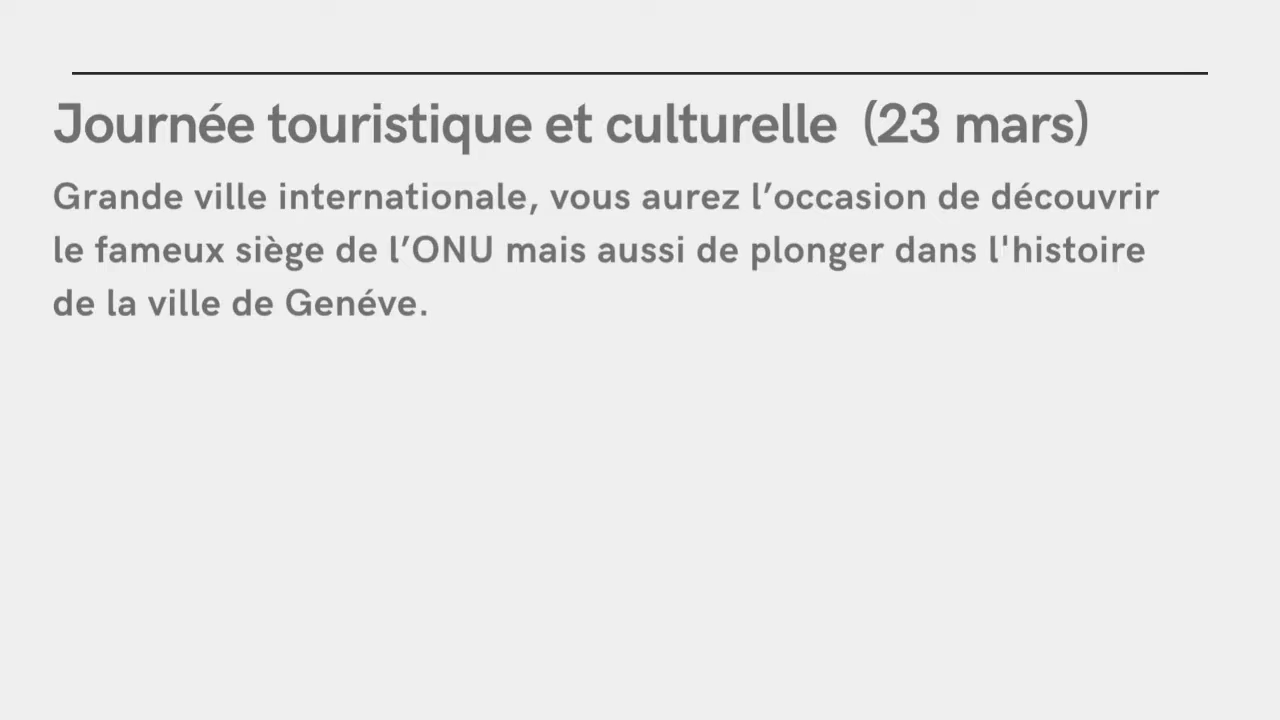 Journée touristique et culturelle (23 mars)
Grande ville internationale, vous aurez l’occasion de découvrir
le fameux siège de l’ONU mais aussi de plonger dans l'histoire
de la ville de Genéve.